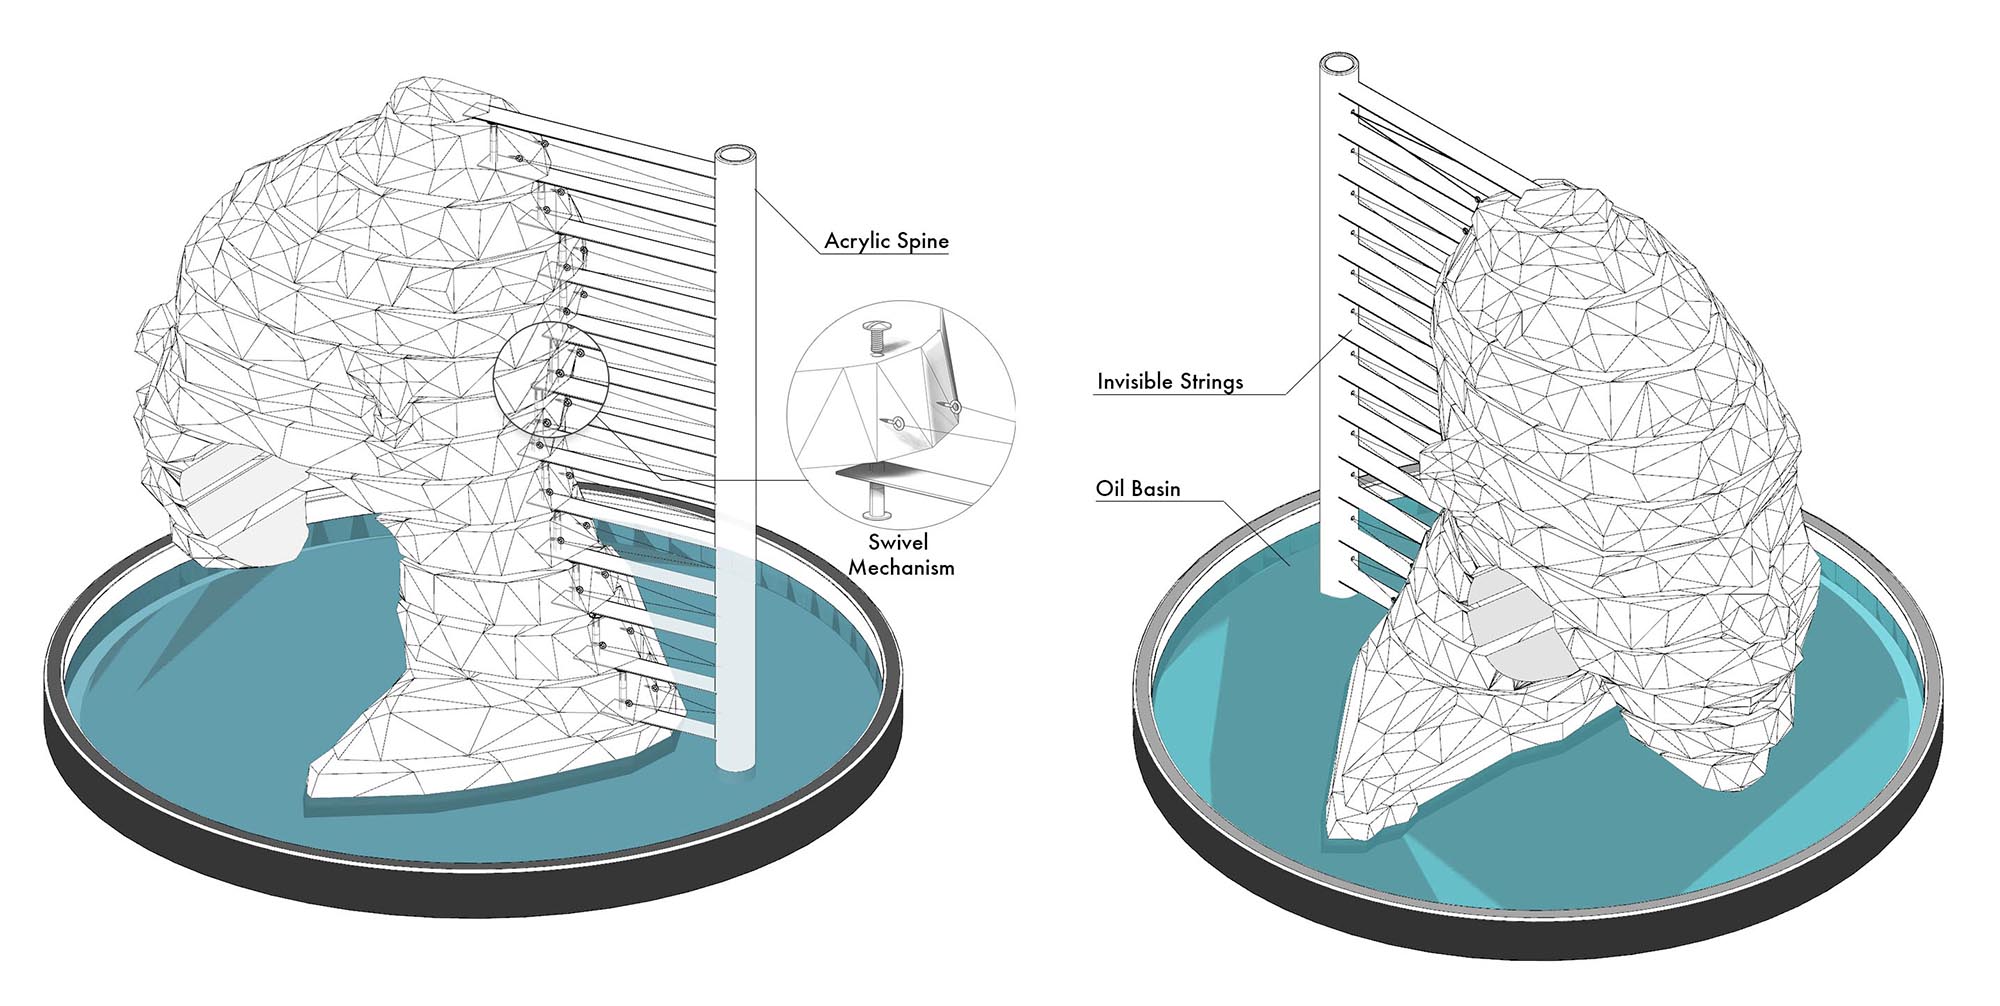 Acrylic Spine
Swivel
Mechanism
Invisible Strings
Oil Basin